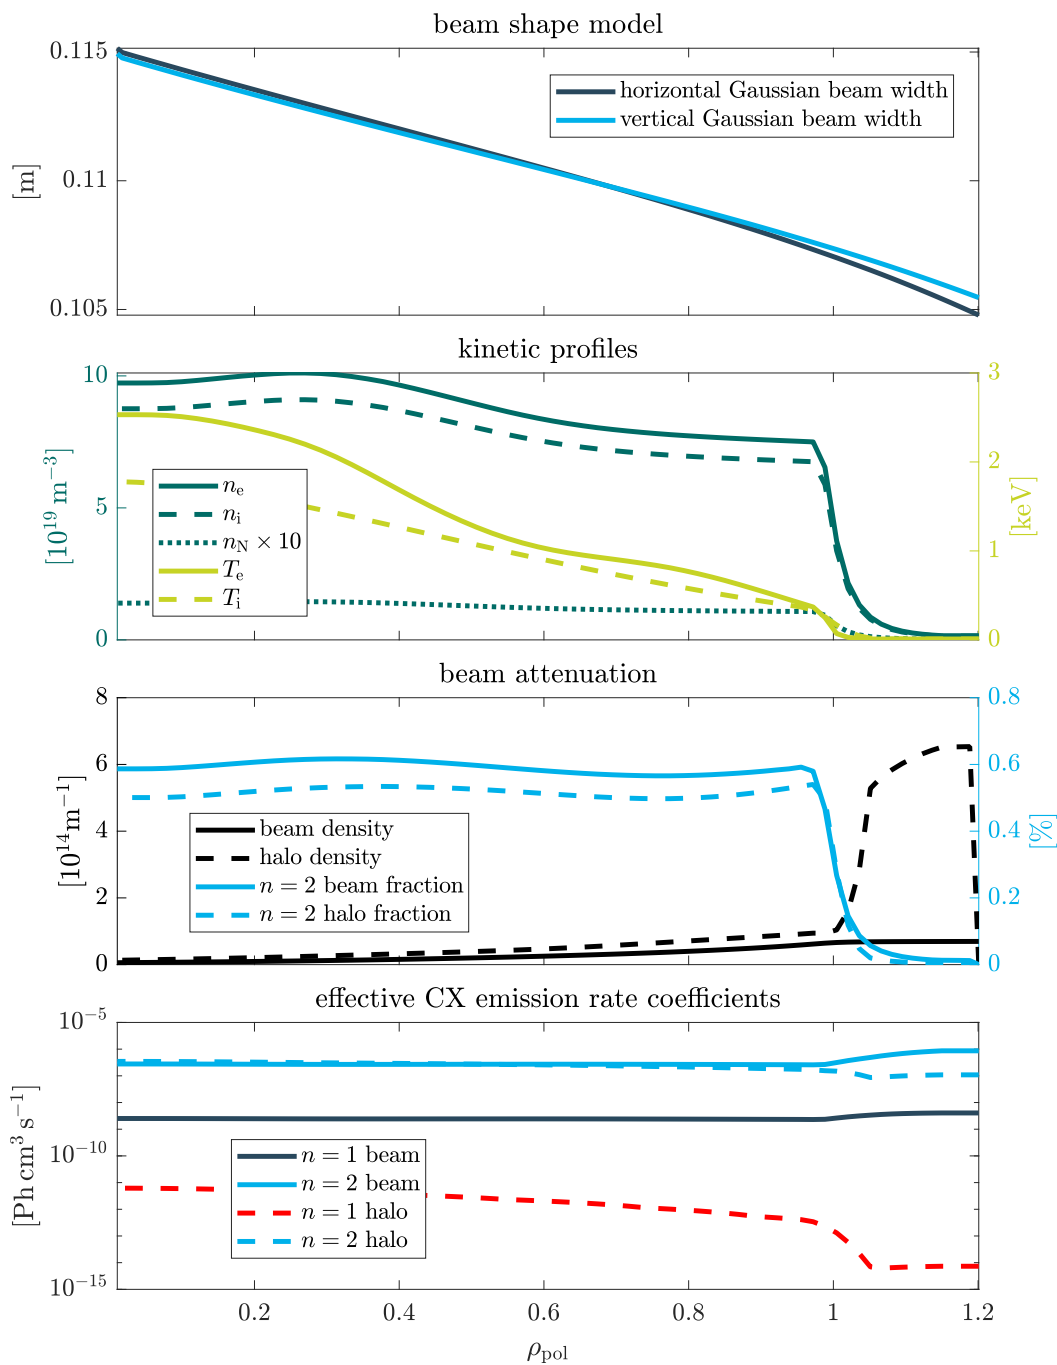 beam shape model
0.115
0.11
0.105
[m]
horizontal Gaussian beam width
vertical Gaussian beam width
kinetic profiles
10
5
0
[10¹⁹ m⁻³]
3
2
1
0
[keV]
nₑ
nᵢ
n_N × 10
Tₑ
Tᵢ
beam attenuation
8
6
4
2
0
[10¹⁴m⁻¹]
0.8
0.6
0.4
0.2
0
[%]
beam density
halo density
n = 2 beam fraction
n = 2 halo fraction
effective CX emission rate coefficients
10⁻⁵
10⁻¹⁰
10⁻¹⁵
[Ph cm³ s⁻¹]
n = 1 beam
n = 2 beam
n = 1 halo
n = 2 halo
0.2 0.4 0.6 0.8 1 1.2
ρ_pol